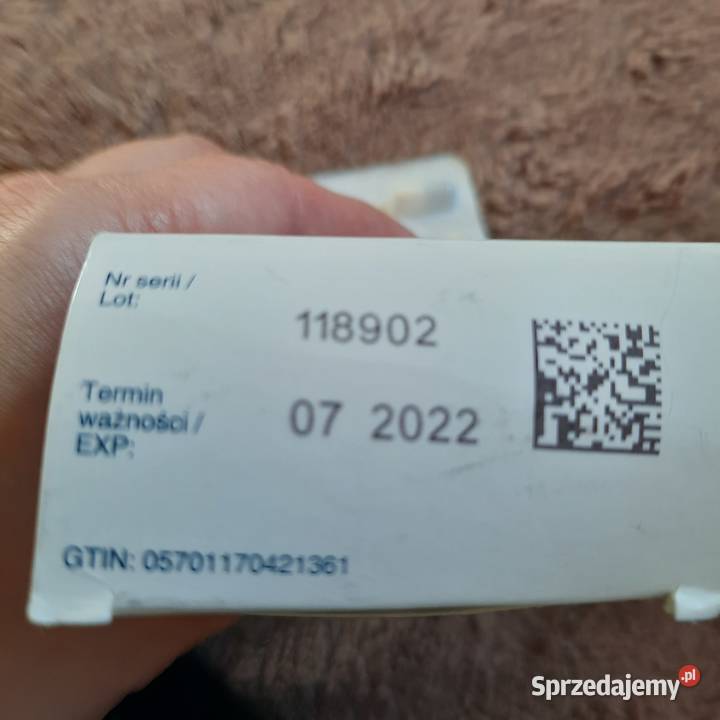 Nr serii /
Lot:
118902
Termin
ważności /
EXP:
07 2022
GTIN: 05701170421361
Sprzedajemy.pl